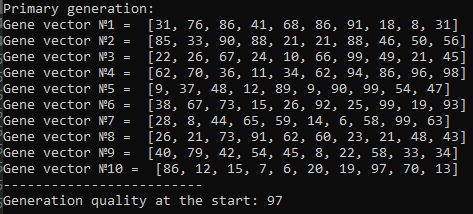 Primary generation:
Gene vector №1 =  [31, 76, 86, 41, 68, 86, 91, 18, 8, 31]
Gene vector №2 =  [85, 33, 90, 88, 21, 21, 88, 46, 50, 56]
Gene vector №3 =  [22, 26, 67, 24, 10, 66, 99, 49, 21, 45]
Gene vector №4 =  [62, 70, 36, 11, 34, 62, 94, 86, 96, 98]
Gene vector №5 =  [9, 37, 48, 12, 89, 9, 90, 99, 54, 47]
Gene vector №6 =  [38, 67, 73, 15, 26, 92, 25, 99, 19, 93]
Gene vector №7 =  [28, 8, 44, 65, 59, 14, 6, 58, 99, 63]
Gene vector №8 =  [26, 21, 73, 91, 62, 60, 23, 21, 48, 43]
Gene vector №9 =  [40, 79, 42, 54, 45, 8, 22, 58, 33, 34]
Gene vector №10 =  [86, 12, 15, 7, 6, 20, 19, 97, 70, 13]
--------------------------
Generation quality at the start: 97